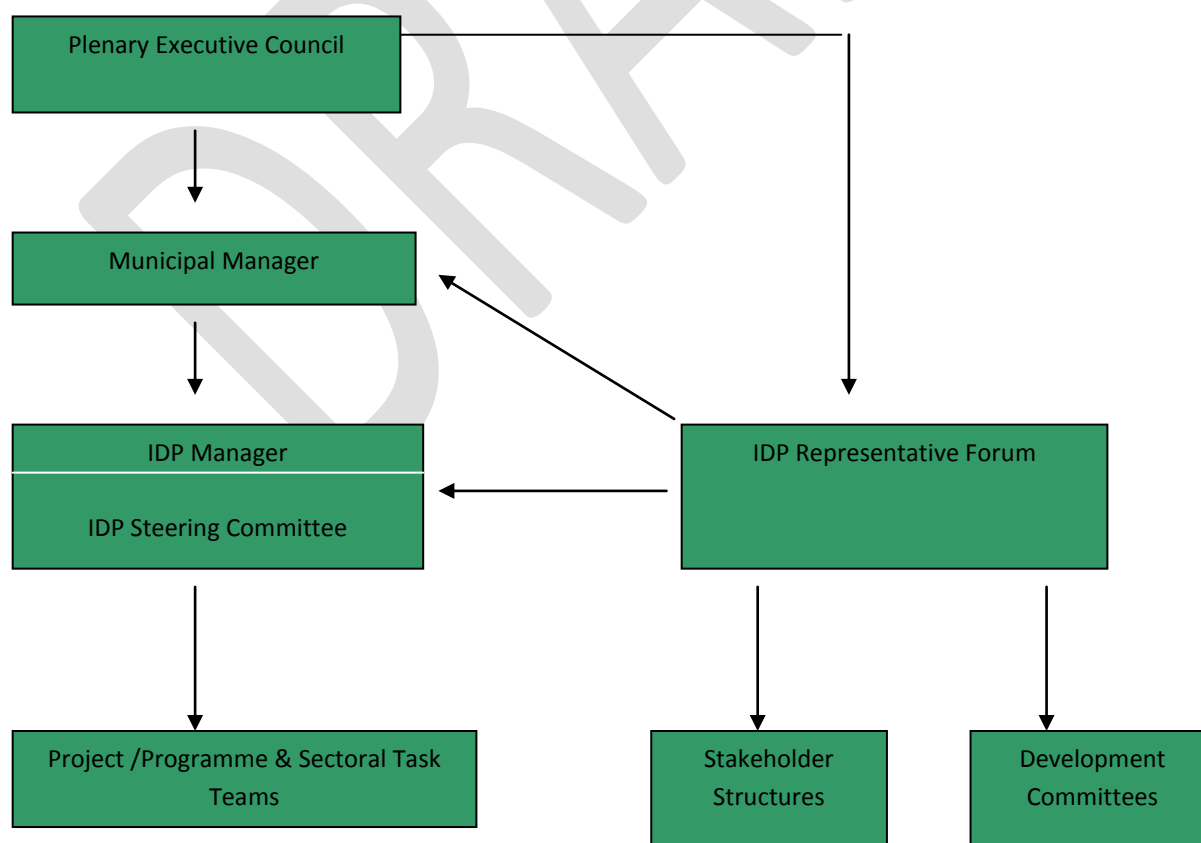 Plenary Executive Council
Municipal Manager
IDP Manager
IDP Steering Committee
IDP Representative Forum
Project /Programme & Sectoral Task
Teams
Stakeholder
Structures
Development
Committees
DRA